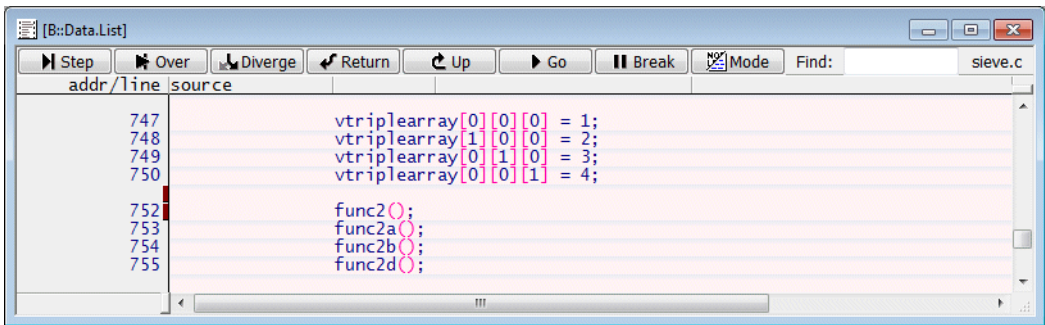 [B::Data.List]
Step Over Diverge Return Up Go Break Mode Find: sieve.c
addr/line source
747 vtriplearray[0][0][0] = 1;
748 vtriplearray[1][0][0] = 2;
749 vtriplearray[0][1][0] = 3;
750 vtriplearray[0][0][1] = 4;
752 func2();
753 func2a();
754 func2b();
755 func2d();